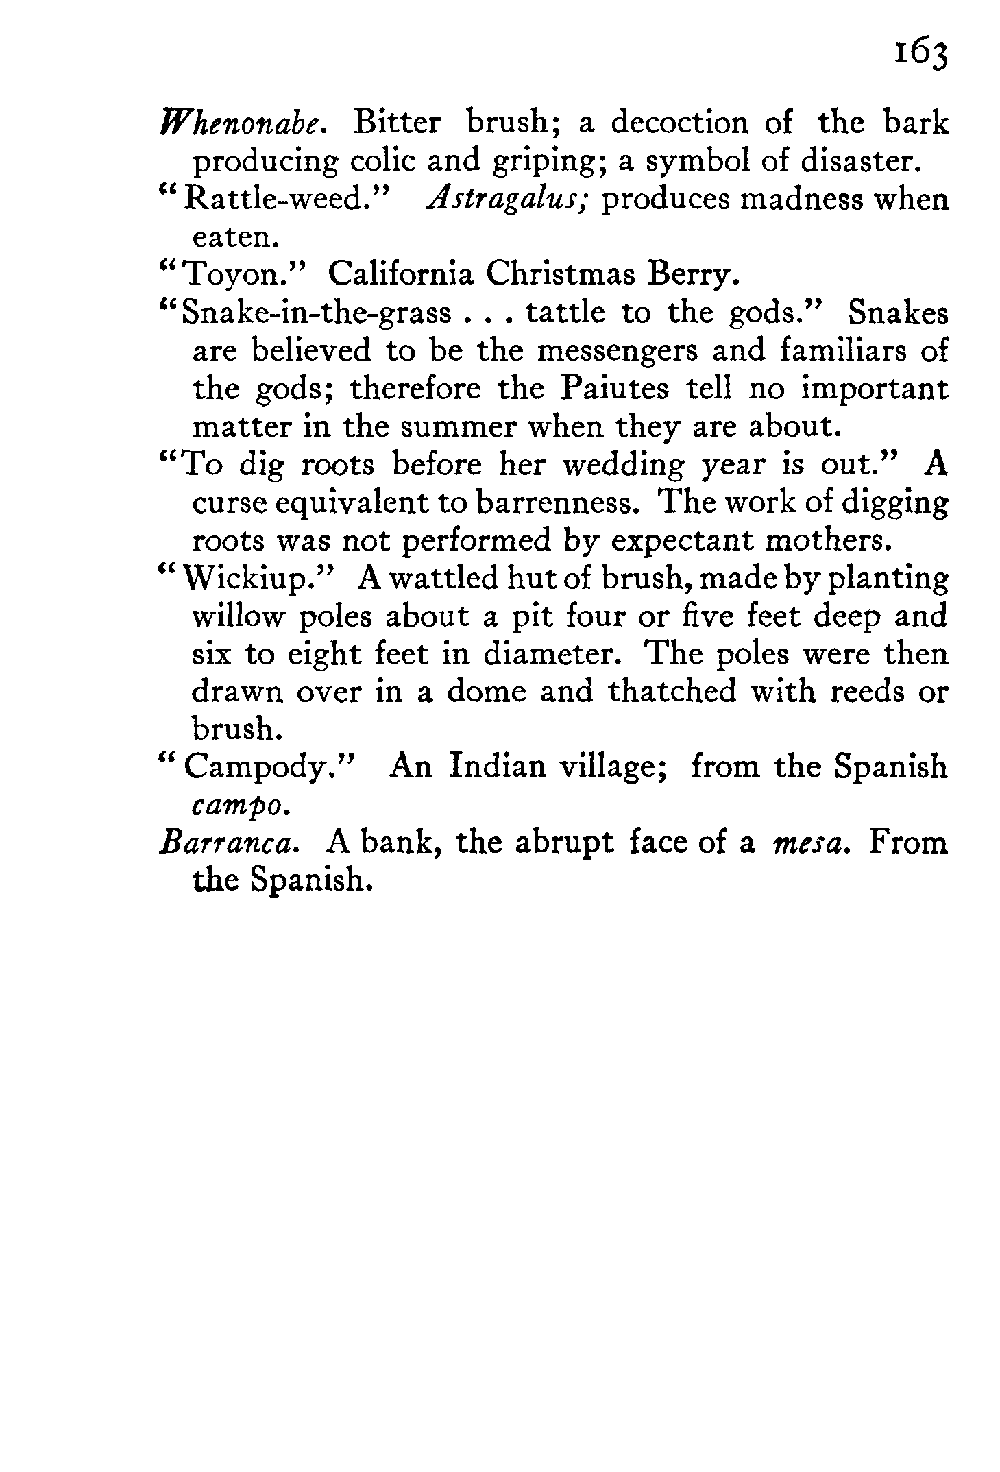 163
Whenonabe. Bitter brush; a decoction of the bark
producing colic and griping; a symbol of disaster.
“Rattle-weed.” Astragalus; produces madness when
eaten.
“Toyon.” California Christmas Berry.
“Snake-in-the-grass . . . tattle to the gods.” Snakes
are believed to be the messengers and familiars of
the gods; therefore the Paiutes tell no important
matter in the summer when they are about.
“To dig roots before her wedding year is out.” A
curse equivalent to barrenness. The work of digging
roots was not performed by expectant mothers.
“Wickiup.” A wattled hut of brush, made by planting
willow poles about a pit four or five feet deep and
six to eight feet in diameter. The poles were then
drawn over in a dome and thatched with reeds or
brush.
“Campody.” An Indian village; from the Spanish
campo.
Barranca. A bank, the abrupt face of a mesa. From
the Spanish.